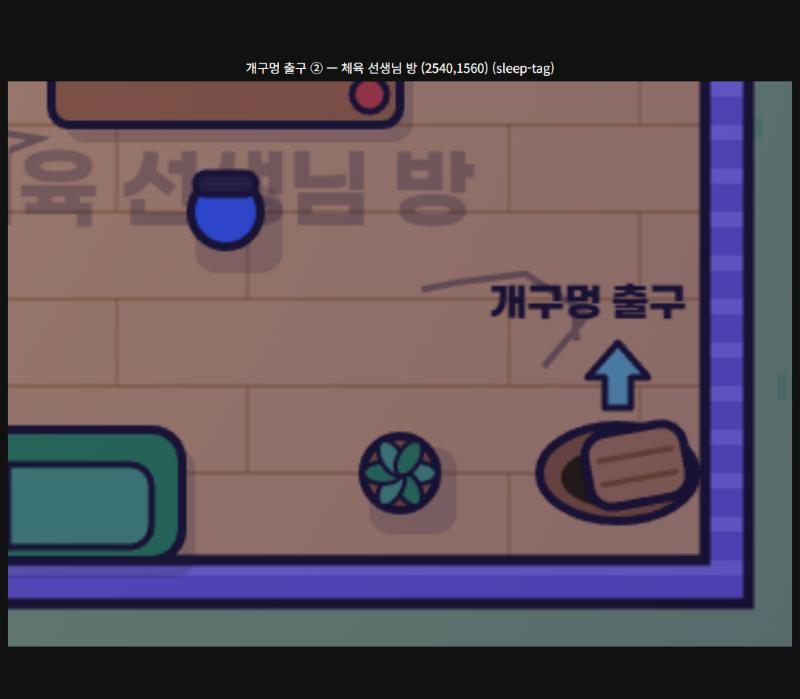 개구멍 출구 ② — 체육 선생님 방 (2540,1560) (sleep-tag)
육 선생님 방
개구멍 출구